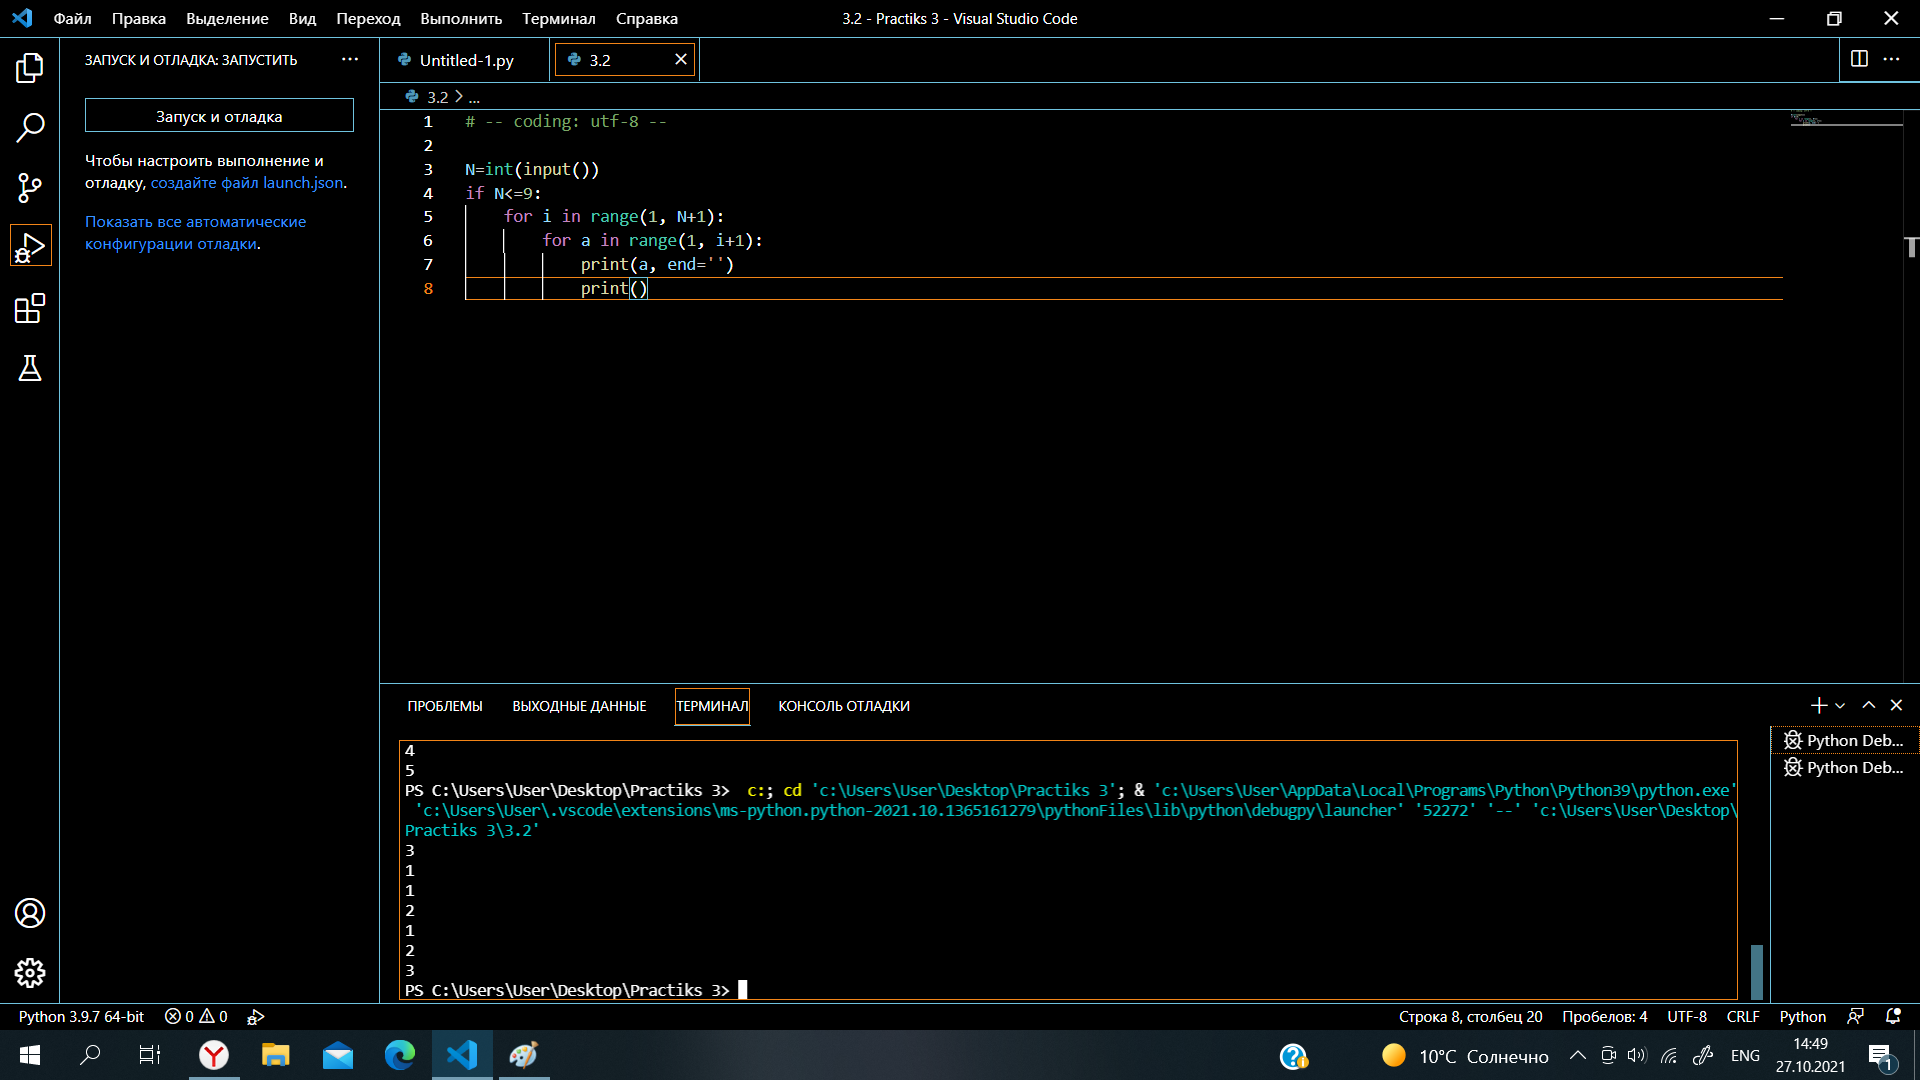 Файл Правка Выделение Вид Переход Выполнить Терминал Справка
3.2 - Practiks 3 - Visual Studio Code
ЗАПУСК И ОТЛАДКА: ЗАПУСТИТЬ
Запуск и отладка
Чтобы настроить выполнение и
отладку, создайте файл launch.json.
Показать все автоматические
конфигурации отладки.
Untitled-1.py
3.2
3.2 > ...
1 # -- coding: utf-8 --
2
3 N=int(input())
4 if N<=9:
5 for i in range(1, N+1):
6 for a in range(1, i+1):
7 print(a, end='')
8 print()
ПРОБЛЕМЫ ВЫХОДНЫЕ ДАННЫЕ ТЕРМИНАЛ КОНСОЛЬ ОТЛАДКИ
4
5
PS C:\Users\User\Desktop\Practiks 3> c:; cd 'c:\Users\User\Desktop\Practiks 3'; & 'c:\Users\User\AppData\Local\Programs\Python\Python39\python.exe'
'c:\Users\User\.vscode\extensions\ms-python.python-2021.10.1365161279\pythonFiles\lib\python\debugpy\launcher' '52272' '--' 'c:\Users\User\Desktop\
Practiks 3\3.2'
3
1
1
2
1
2
3
PS C:\Users\User\Desktop\Practiks 3>
Python Deb...
Python Deb...
Python 3.9.7 64-bit 0 0
Строка 8, столбец 20 Пробелов: 4 UTF-8 CRLF Python
10°C Солнечно
ENG
14:49
27.10.2021
1